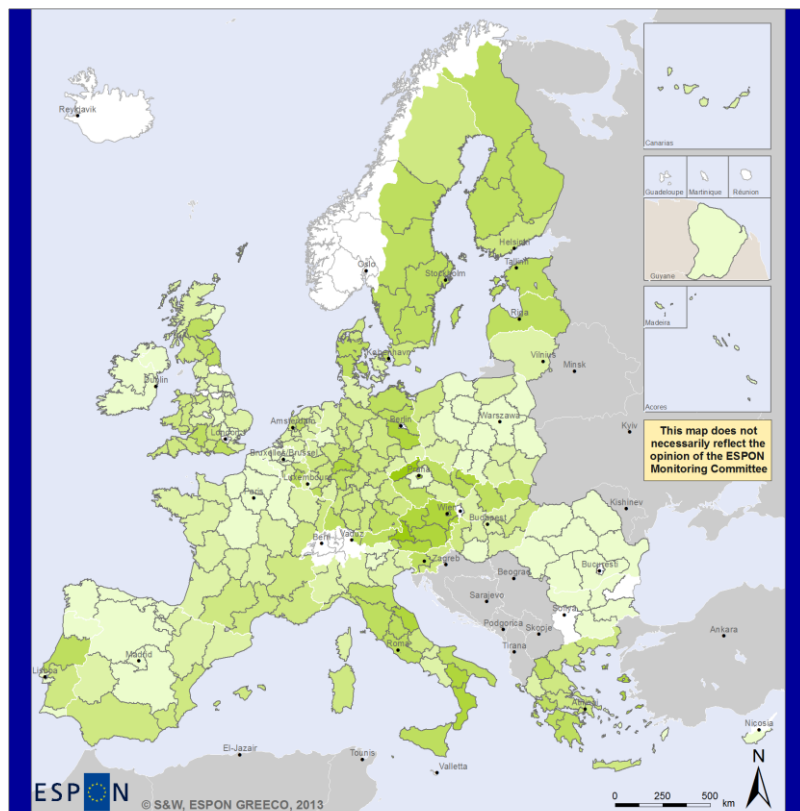 Reykjavik
Canarias
Guadeloupe
Martinique
Réunion
Guyane
Madeira
Acores
Oslo
Helsinki
Tallinn
Stockholm
Riga
Vilnius
Minsk
København
Dublin
London
Amsterdam
Berlin
Warszawa
Kyiv
This map does not
necessarily reflect the
opinion of the ESPON
Monitoring Committee
Bruxelles/Brussel
Luxembourg
Praha
Paris
Kishinev
Wien
Budapest
Bern
Vaduz
Zagreb
Beograd
Bucuresti
Sarajevo
Sofiya
Podgorica
Skopje
Tirana
Ankara
Roma
Madrid
Lisboa
Athinai
Nicosia
El-Jazair
Tounis
Valletta
N
0 250 500 km
ESPON
© S&W, ESPON GREECO, 2013